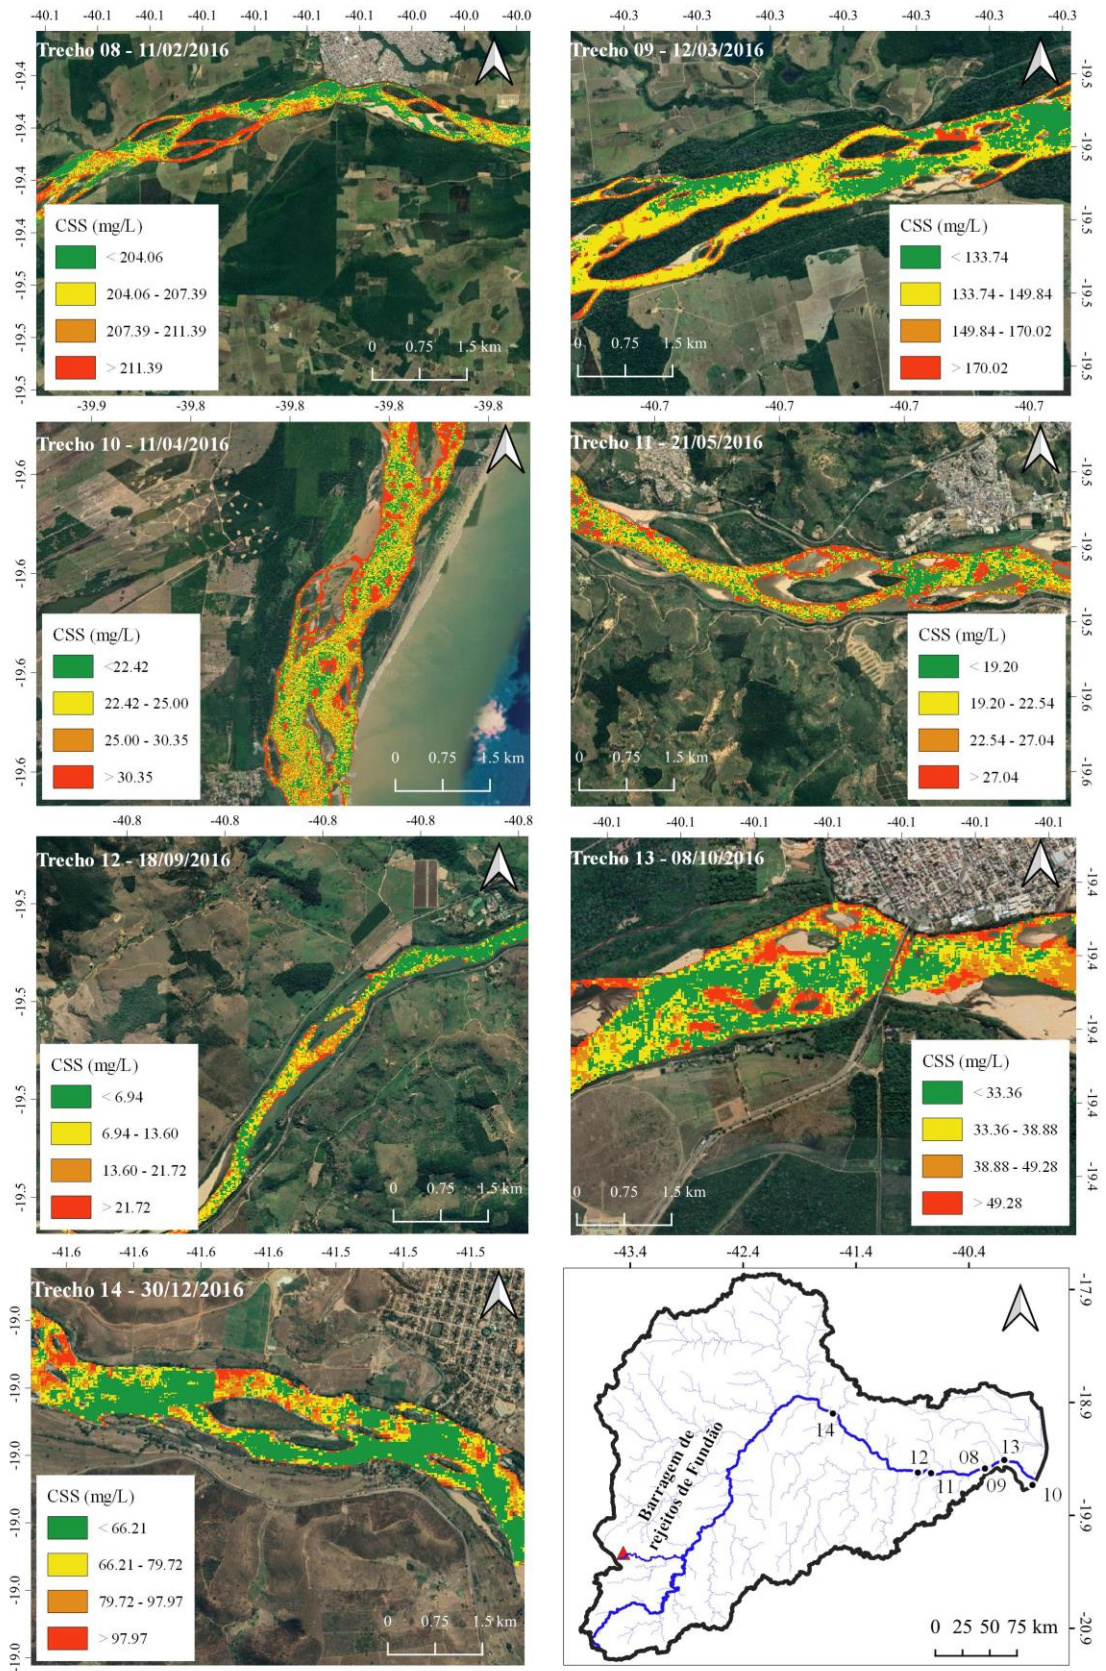 -40.1 -40.1 -40.1 -40.0 -40.0
-40.3 -40.3 -40.3 -40.3
Trecho 08 - 11/02/2016
-19.4
-19.4
-19.4
-19.4
-19.5
-19.5
-19.5
CSS (mg/L)
< 204.06
204.06 - 207.39
207.39 - 211.39
> 211.39
0 0.75 1.5 km
Trecho 09 - 12/03/2016
-19.5
-19.5
-19.5
-19.5
-19.5
CSS (mg/L)
< 133.74
133.74 - 149.84
149.84 - 170.02
> 170.02
0 0.75 1.5 km
-39.9 -39.8 -39.8 -39.8 -39.8
-40.7 -40.7 -40.7 -40.7
Trecho 10 - 11/04/2016
-19.6
-19.6
-19.6
-19.6
CSS (mg/L)
<22.42
22.42 - 25.00
25.00 - 30.35
> 30.35
0 0.75 1.5 km
Trecho 11 - 21/05/2016
-19.5
-19.5
-19.5
-19.6
-19.6
CSS (mg/L)
< 19.20
19.20 - 22.54
22.54 - 27.04
> 27.04
0 0.75 1.5 km
-40.8 -40.8 -40.8 -40.8 -40.8
-40.1 -40.1 -40.1 -40.1 -40.1 -40.1 -40.1
Trecho 12 - 18/09/2016
-19.5
-19.5
-19.5
-19.5
CSS (mg/L)
< 6.94
6.94 - 13.60
13.60 - 21.72
> 21.72
0 0.75 1.5 km
Trecho 13 - 08/10/2016
-19.4
-19.4
-19.4
-19.4
-19.4
CSS (mg/L)
< 33.36
33.36 - 38.88
38.88 - 49.28
> 49.28
0 0.75 1.5 km
-41.6 -41.6 -41.6 -41.6 -41.5 -41.5 -41.5
-43.4 -42.4 -41.4 -40.4
Trecho 14 - 30/12/2016
-19.0
-19.0
-19.0
-19.0
-19.0
-19.0
CSS (mg/L)
< 66.21
66.21 - 79.72
79.72 - 97.97
> 97.97
0 0.75 1.5 km
-17.9
-18.9
-19.9
-20.9
14
12
11
08
09
13
10
Barragem de
rejeitos de Fundão
0 25 50 75 km